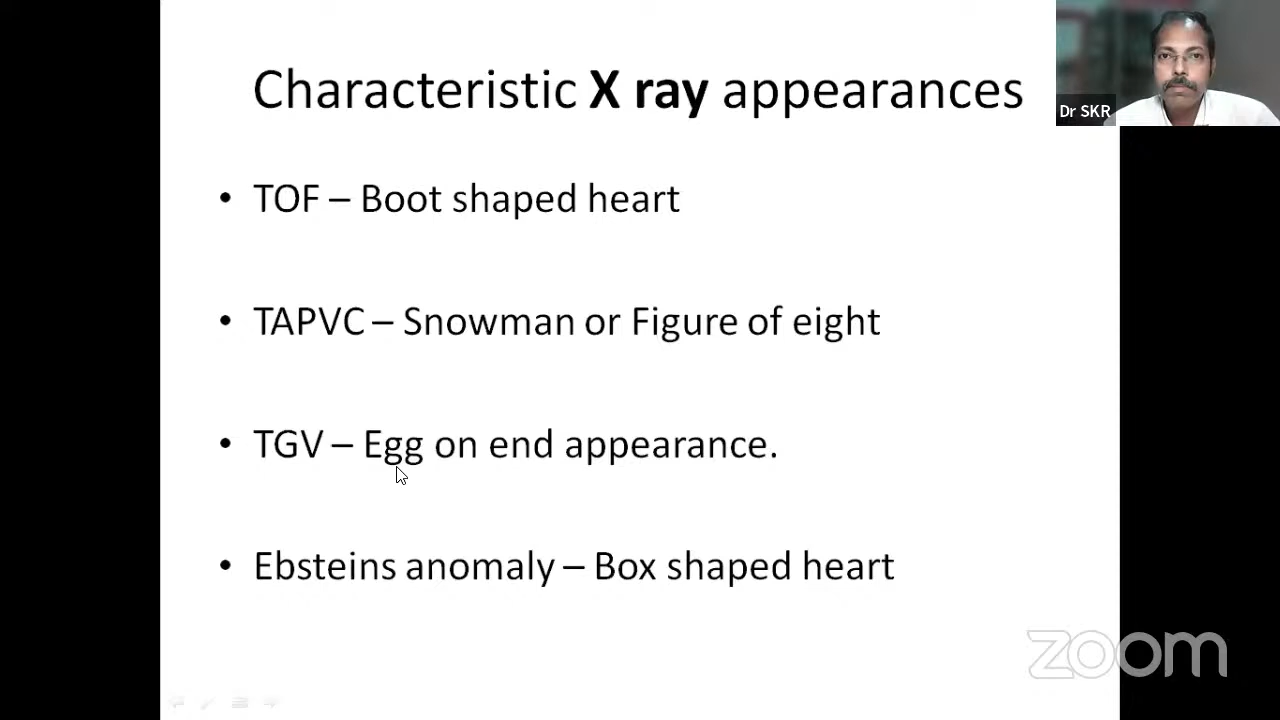 Characteristic X ray appearances
Dr SKR
• TOF – Boot shaped heart
• TAPVC – Snowman or Figure of eight
• TGV – Egg on end appearance.
• Ebsteins anomaly – Box shaped heart
zoom